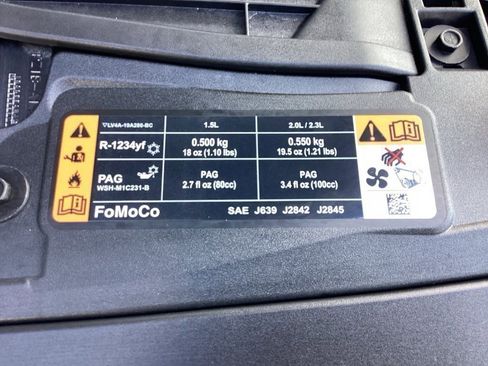 LV4A-19A280-BC 1.5L 2.0L / 2.3L
R-1234yf 0.500 kg 0.550 kg
18 oz (1.10 lbs) 19.5 oz (1.21 lbs)
PAG PAG PAG
WSH-M1C231-B 2.7 fl oz (80cc) 3.4 fl oz (100cc)
FoMoCo SAE J639 J2842 J2845